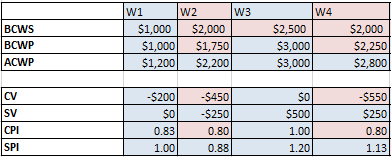 W1 W2 W3 W4
BCWS $1,000 $2,000 $2,500 $2,000
BCWP $1,000 $1,750 $3,000 $2,250
ACWP $1,200 $2,200 $3,000 $2,800
CV -$200 -$450 $0 -$550
SV $0 -$250 $500 $250
CPI 0.83 0.80 1.00 0.80
SPI 1.00 0.88 1.20 1.13